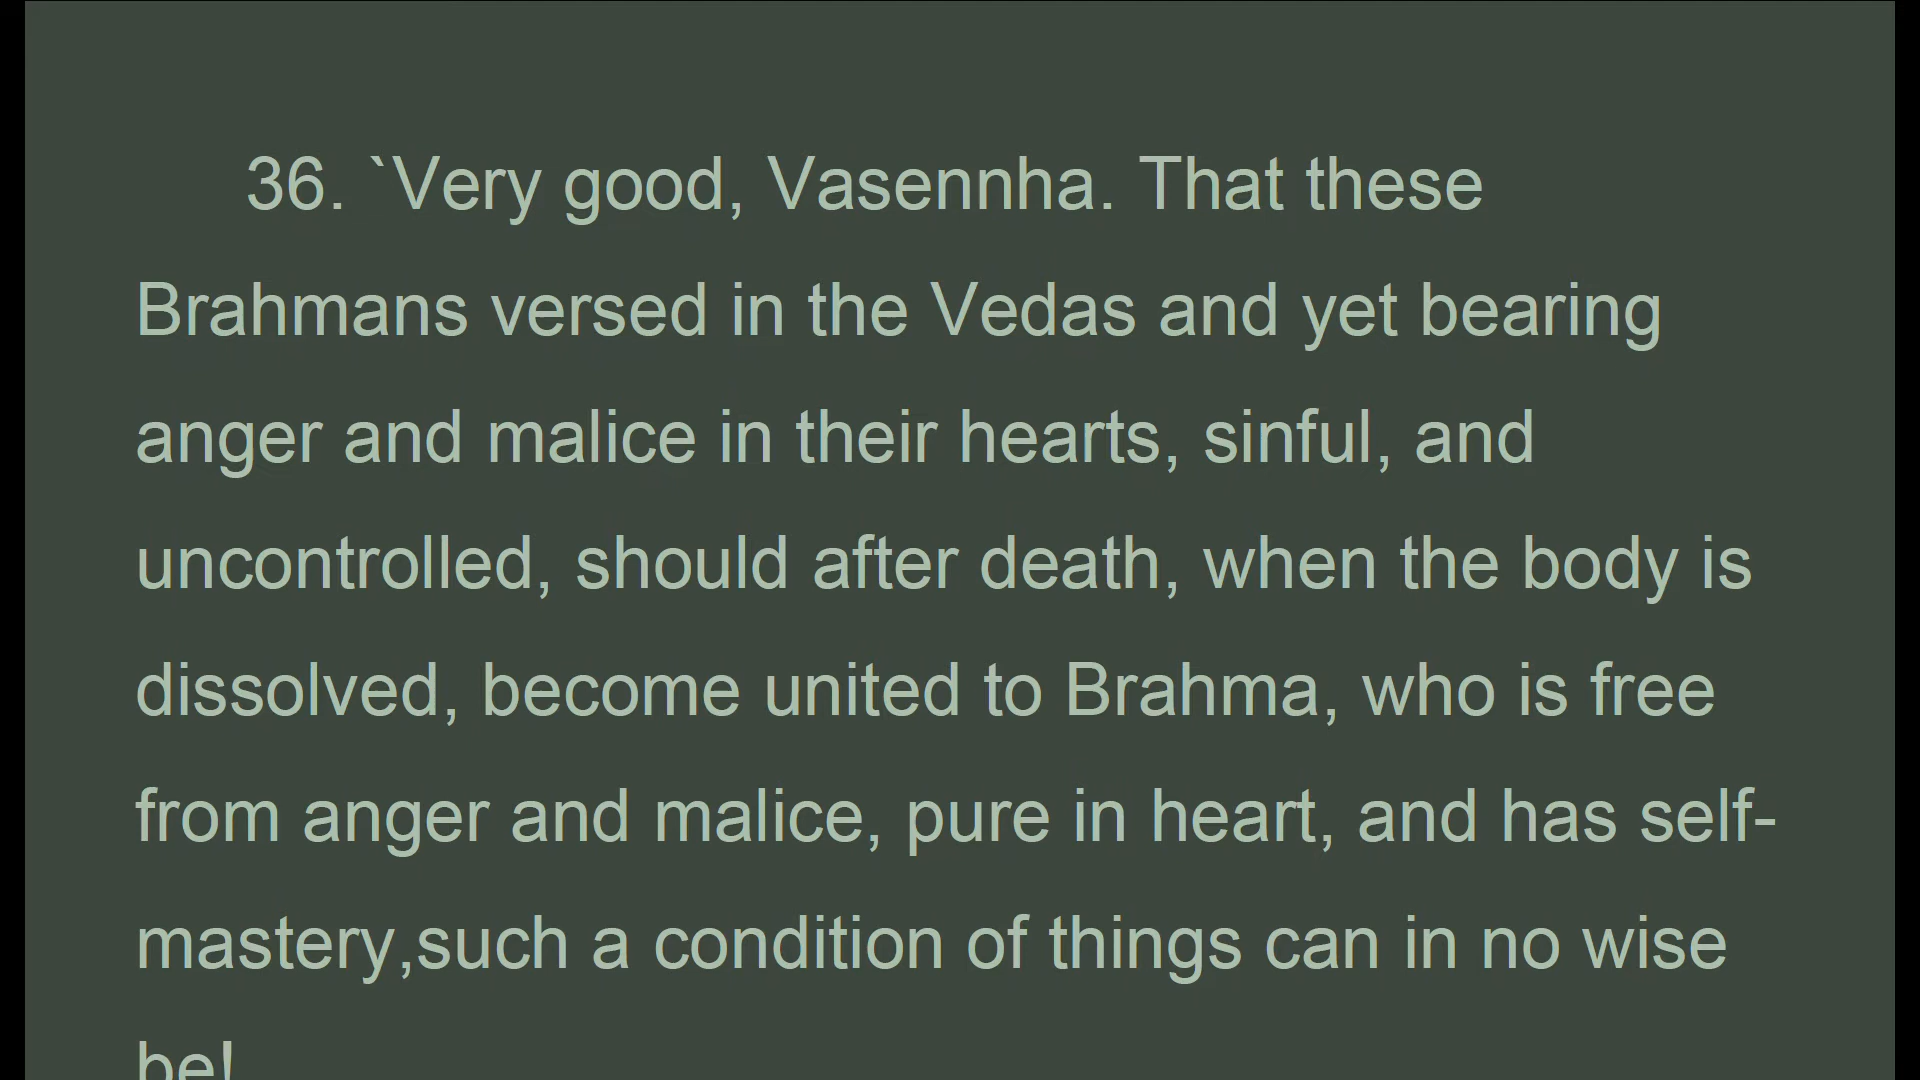 36. `Very good, Vasennha. That these
Brahmans versed in the Vedas and yet bearing
anger and malice in their hearts, sinful, and
uncontrolled, should after death, when the body is
dissolved, become united to Brahma, who is free
from anger and malice, pure in heart, and has self-
mastery,such a condition of things can in no wise
be!